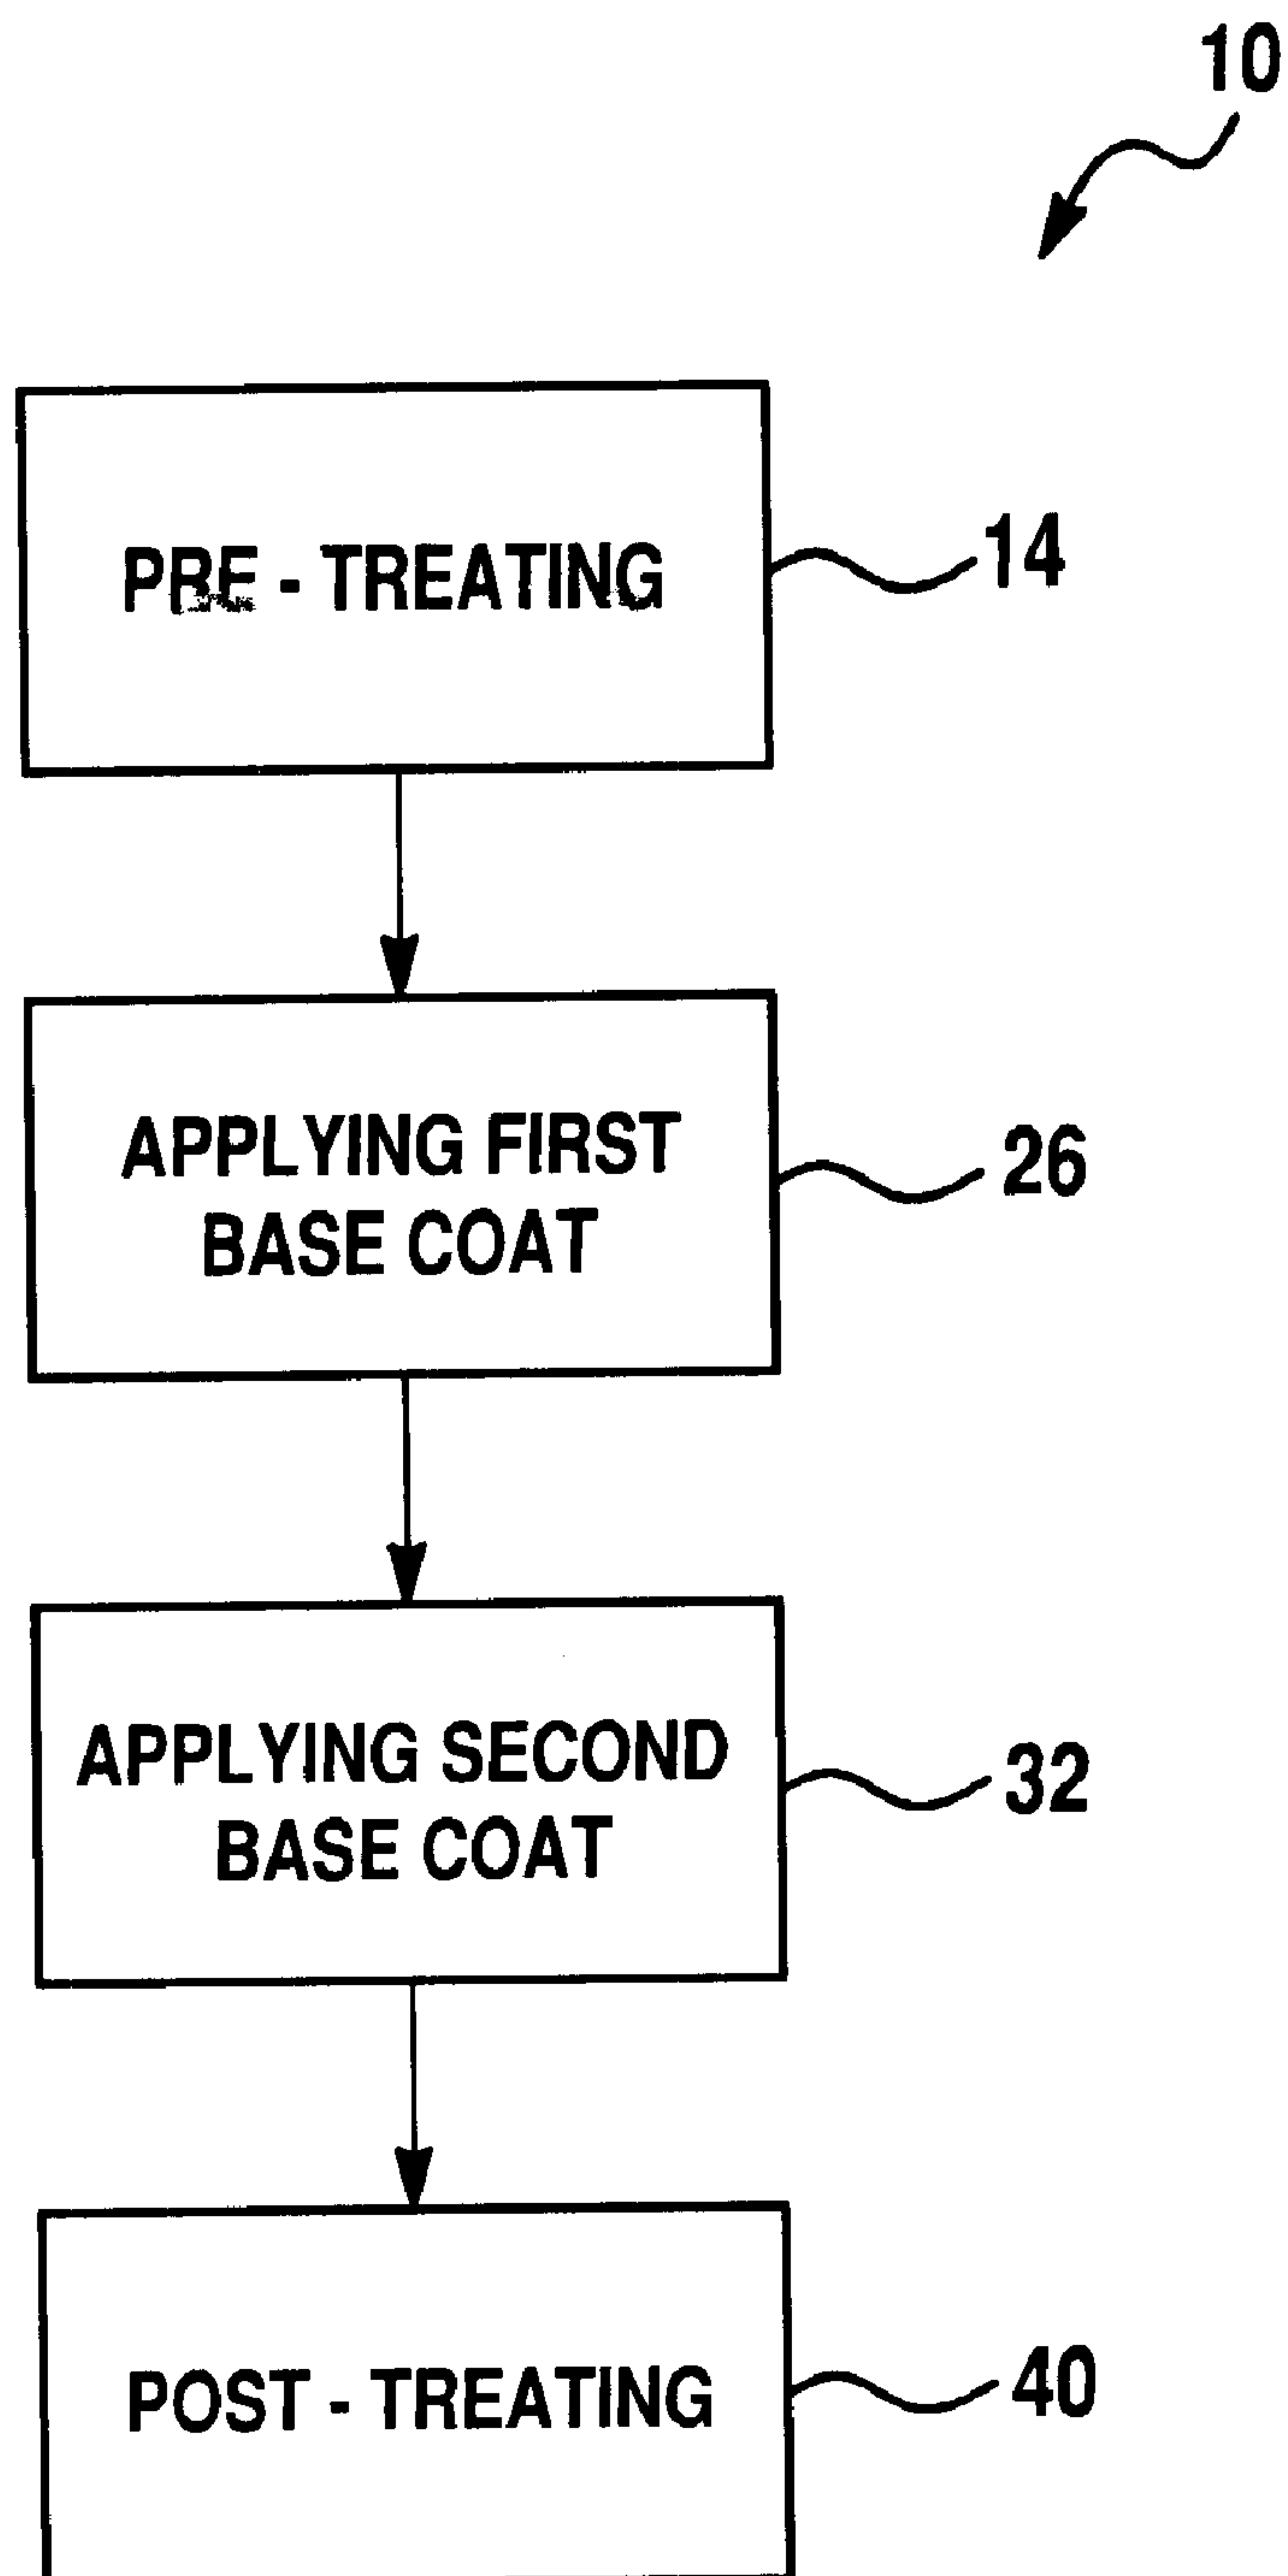 10
PRE - TREATING
14
APPLYING FIRST
BASE COAT
26
APPLYING SECOND
BASE COAT
32
POST - TREATING
40